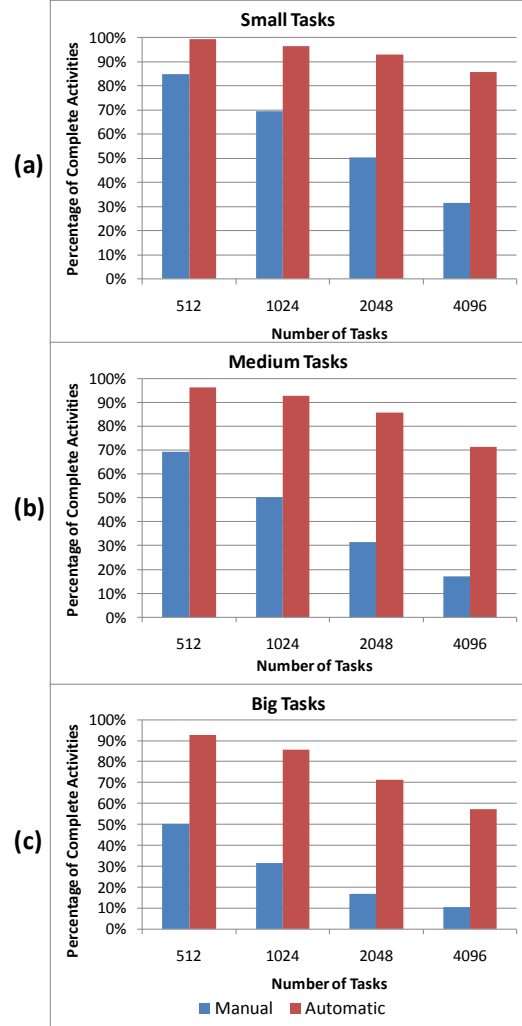 Small Tasks
100%
90%
80%
70%
60%
50%
40%
30%
20%
10%
0%
Percentage of Complete Activities
(a)
512 1024 2048 4096
Number of Tasks
Medium Tasks
100%
90%
80%
70%
60%
50%
40%
30%
20%
10%
0%
Percentage of Complete Activities
(b)
512 1024 2048 4096
Number of Tasks
Big Tasks
100%
90%
80%
70%
60%
50%
40%
30%
20%
10%
0%
Percentage of Complete Activities
(c)
512 1024 2048 4096
Number of Tasks
Manual Automatic